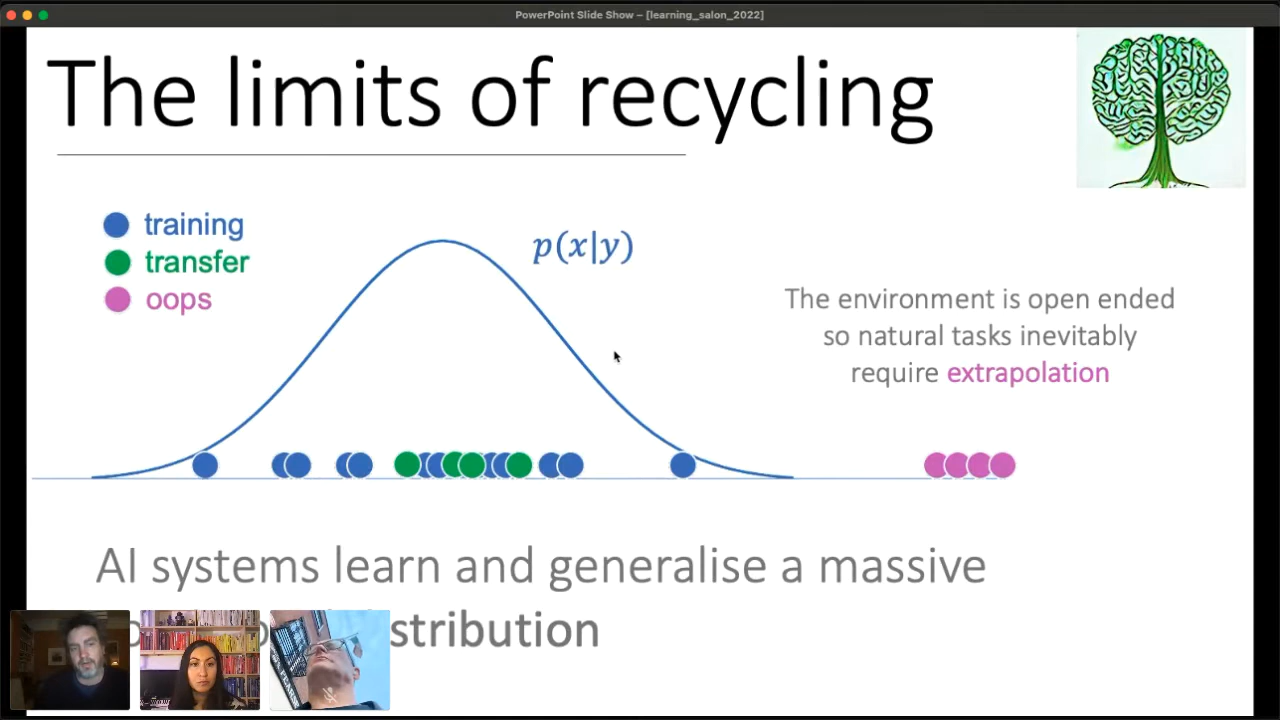 PowerPoint Slide Show – [learning_salon_2022]
The limits of recycling
training
transfer
oops
p(x|y)
The environment is open ended
so natural tasks inevitably
require extrapolation
AI systems learn and generalise a massive
stribution